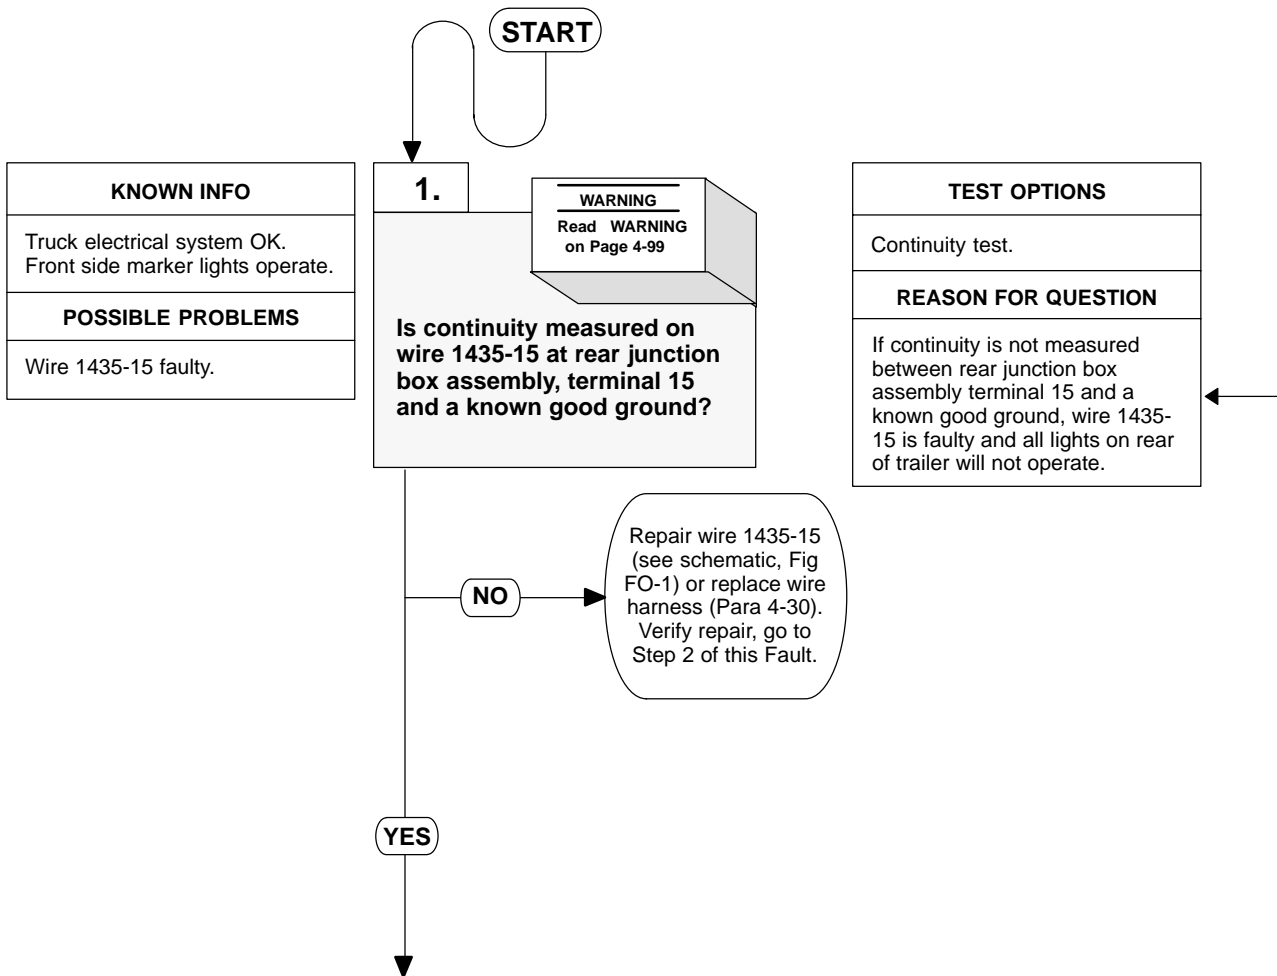 START
KNOWN INFO
Truck electrical system OK.
Front side marker lights operate.
POSSIBLE PROBLEMS
Wire 1435-15 faulty.
1.
WARNING
Read WARNING
on Page 4-99
Is continuity measured on
wire 1435-15 at rear junction
box assembly, terminal 15
and a known good ground?
TEST OPTIONS
Continuity test.
REASON FOR QUESTION
If continuity is not measured
between rear junction box
assembly terminal 15 and a
known good ground, wire 1435-
15 is faulty and all lights on rear
of trailer will not operate.
NO
Repair wire 1435-15
(see schematic, Fig
FO-1) or replace wire
harness (Para 4-30).
Verify repair, go to
Step 2 of this Fault.
YES